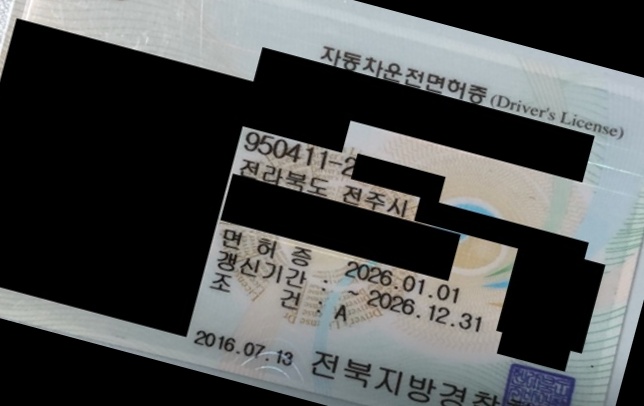 자동차운전면허증 (Driver's License)
950411-2
전라북도 전주시
면 허 증
갱신기간 : 2026.01.01
~ 2026.12.31
조 건 : A
2016.07.13 전북지방경찰